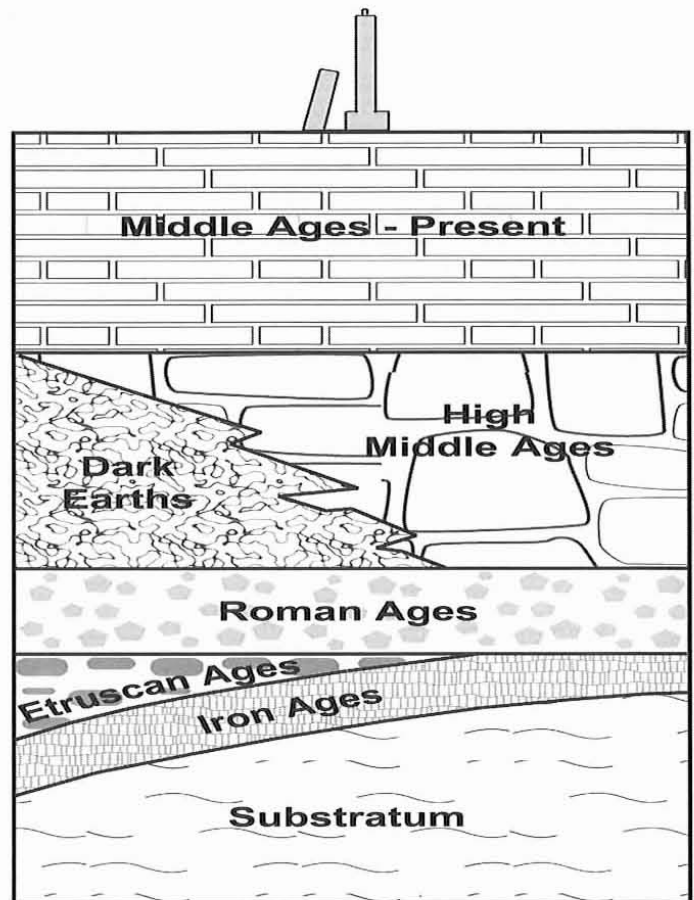 Middle Ages - Present
High
Middle Ages
Dark
Earths
Roman Ages
Etruscan Ages
Iron Ages
Substratum